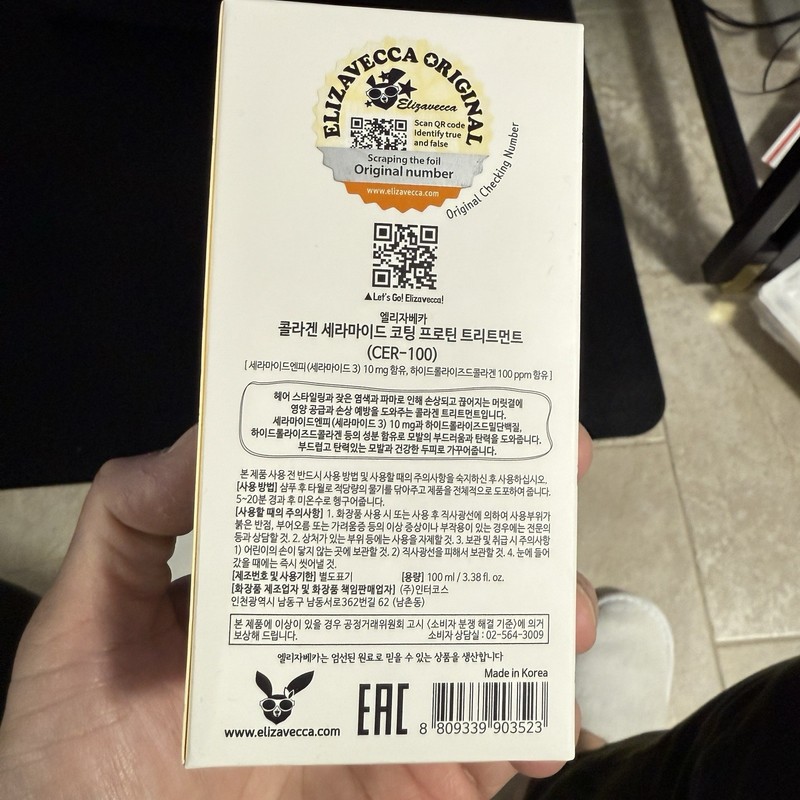 ELIZAVECCA ORIGINAL
Elizavecca
Scan QR code
Identify true
and false
Scraping the foil
Original number
www.elizavecca.com
Original Checking Number
▲Let's Go! Elizavecca!
엘리자베카
콜라겐 세라마이드 코팅 프로틴 트리트먼트
(CER-100)
[ 세라마이드엔피(세라마이드 3) 10 mg 함유, 하이드롤라이즈드콜라겐 100 ppm 함유 ]
헤어 스타일링과 잦은 염색과 파마로 인해 손상되고 끊어지는 머릿결에
영양 공급과 손상 예방을 도와주는 콜라겐 트리트먼트입니다.
세라마이드엔피(세라마이드 3) 10 mg과 하이드롤라이즈드밀단백질,
하이드롤라이즈드콜라겐 등의 성분 함유로 모발의 부드러움과 탄력을 도와줍니다.
부드럽고 탄력있는 모발과 건강한 두피로 가꾸어줍니다.
본 제품 사용 전 반드시 사용 방법 및 사용할 때의 주의사항을 숙지하신 후 사용하십시오.
[사용 방법] 샴푸 후 타월로 적당량의 물기를 닦아주고 제품을 전체적으로 도포하여 줍니다.
5~20분 경과 후 미온수로 헹구어줍니다.
[사용할 때의 주의사항] 1. 화장품 사용 시 또는 사용 후 직사광선에 의하여 사용부위가
붉은 반점, 부어오름 또는 가려움증 등의 이상 증상이나 부작용이 있는 경우에는 전문의
등과 상담할 것. 2. 상처가 있는 부위 등에는 사용을 자제할 것. 3. 보관 및 취급 시 주의사항
1) 어린이의 손이 닿지 않는 곳에 보관할 것. 2) 직사광선을 피해서 보관할 것. 4. 눈에 들어
갔을 때에는 즉시 씻어낼 것.
[제조번호 및 사용기한] 별도표기 [용량] 100 ml / 3.38 fl. oz.
[화장품 제조업자 및 화장품 책임판매업자] (주)인터코스
인천광역시 남동구 남동서로362번길 62 (남촌동)
본 제품에 이상이 있을 경우 공정거래위원회 고시 <소비자 분쟁 해결 기준>에 의거
보상해 드립니다. 소비자 상담실 : 02-564-3009
엘리자베카는 엄선된 원료로 믿을 수 있는 상품을 생산합니다
Made in Korea
www.elizavecca.com
EAC
8 809339 903523